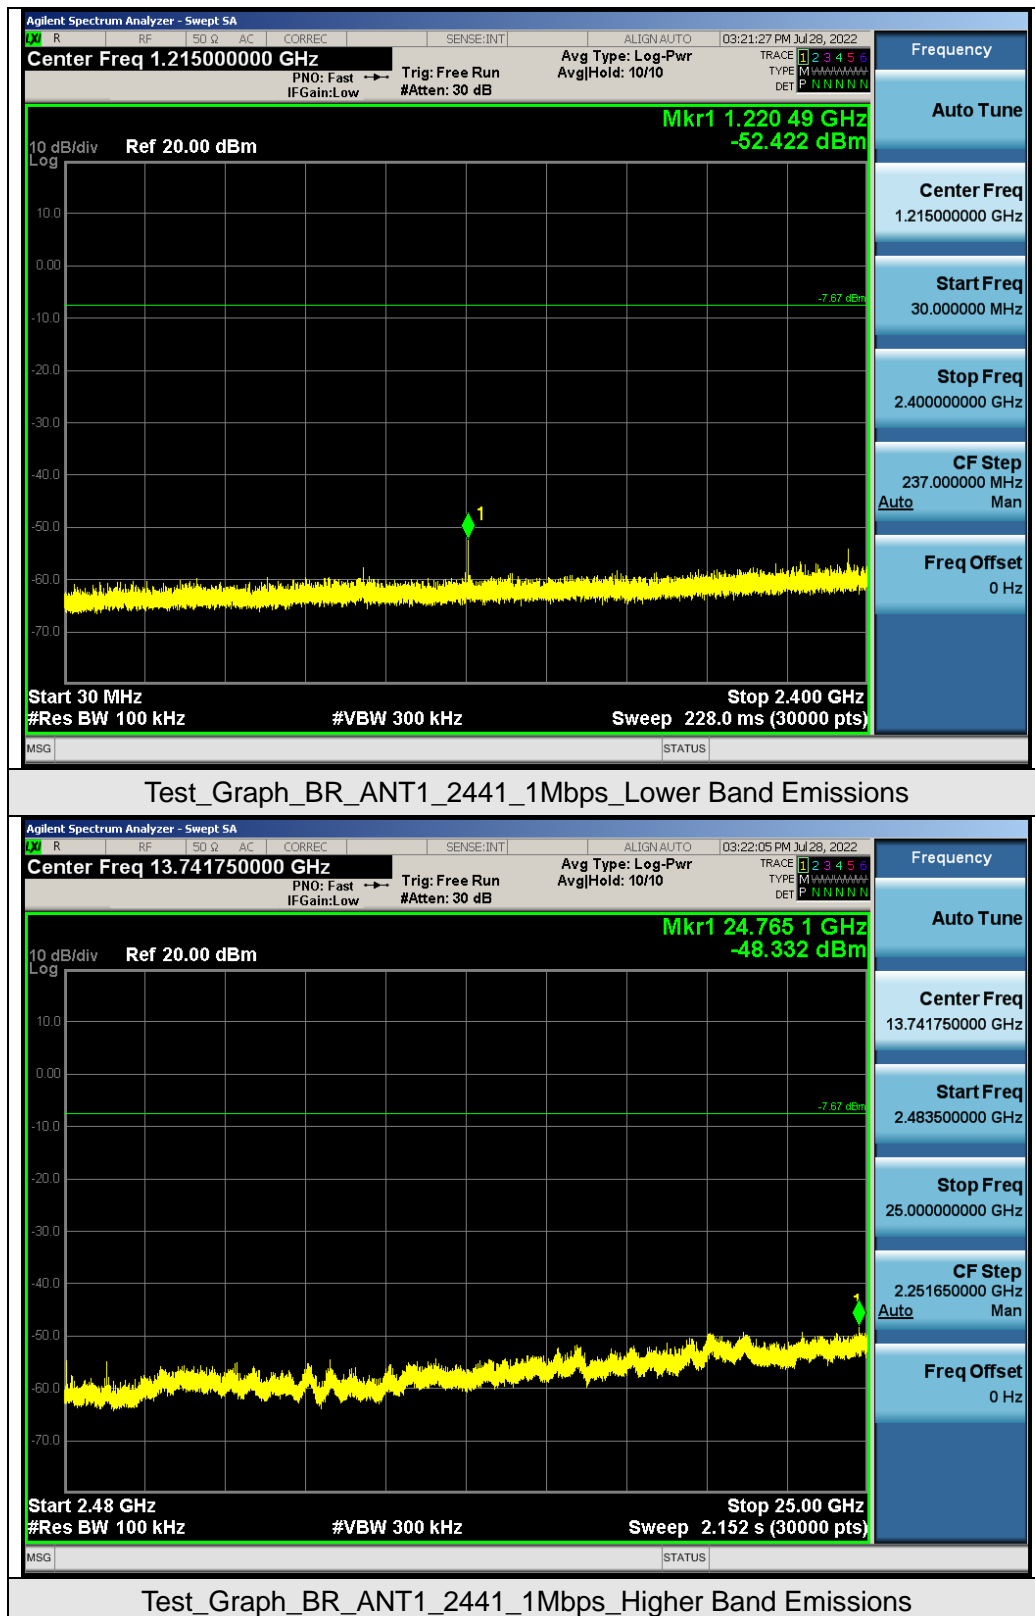 Agilent Spectrum Analyzer - Swept SA
LXI R RF 50 Ω AC CORREC SENSE:INT ALIGN AUTO 03:21:27 PM Jul 28, 2022
Center Freq 1.215000000 GHz
PNO: Fast
IFGain:Low
Trig: Free Run
#Atten: 30 dB
Avg Type: Log-Pwr
Avg|Hold: 10/10
TRACE 1 2 3 4 5 6
TYPE M
DET P N N N N N
Mkr1 1.220 49 GHz
-52.422 dBm
10 dB/div Ref 20.00 dBm
Log
10.0
0.00
-7.67 dBm
-10.0
-20.0
-30.0
-40.0
1
-50.0
-60.0
-70.0
Start 30 MHz Stop 2.400 GHz
#Res BW 100 kHz #VBW 300 kHz Sweep 228.0 ms (30000 pts)
MSG STATUS
Frequency
Auto Tune
Center Freq
1.215000000 GHz
Start Freq
30.000000 MHz
Stop Freq
2.400000000 GHz
CF Step
237.000000 MHz
Auto Man
Freq Offset
0 Hz
Test_Graph_BR_ANT1_2441_1Mbps_Lower Band Emissions
Agilent Spectrum Analyzer - Swept SA
LXI R RF 50 Ω AC CORREC SENSE:INT ALIGN AUTO 03:22:05 PM Jul 28, 2022
Center Freq 13.741750000 GHz
PNO: Fast
IFGain:Low
Trig: Free Run
#Atten: 30 dB
Avg Type: Log-Pwr
Avg|Hold: 10/10
TRACE 1 2 3 4 5 6
TYPE M
DET P N N N N N
Mkr1 24.765 1 GHz
-48.332 dBm
10 dB/div Ref 20.00 dBm
Log
10.0
0.00
-7.67 dBm
-10.0
-20.0
-30.0
-40.0
1
-50.0
-60.0
-70.0
Start 2.48 GHz Stop 25.00 GHz
#Res BW 100 kHz #VBW 300 kHz Sweep 2.152 s (30000 pts)
MSG STATUS
Frequency
Auto Tune
Center Freq
13.741750000 GHz
Start Freq
2.483500000 GHz
Stop Freq
25.000000000 GHz
CF Step
2.251650000 GHz
Auto Man
Freq Offset
0 Hz
Test_Graph_BR_ANT1_2441_1Mbps_Higher Band Emissions